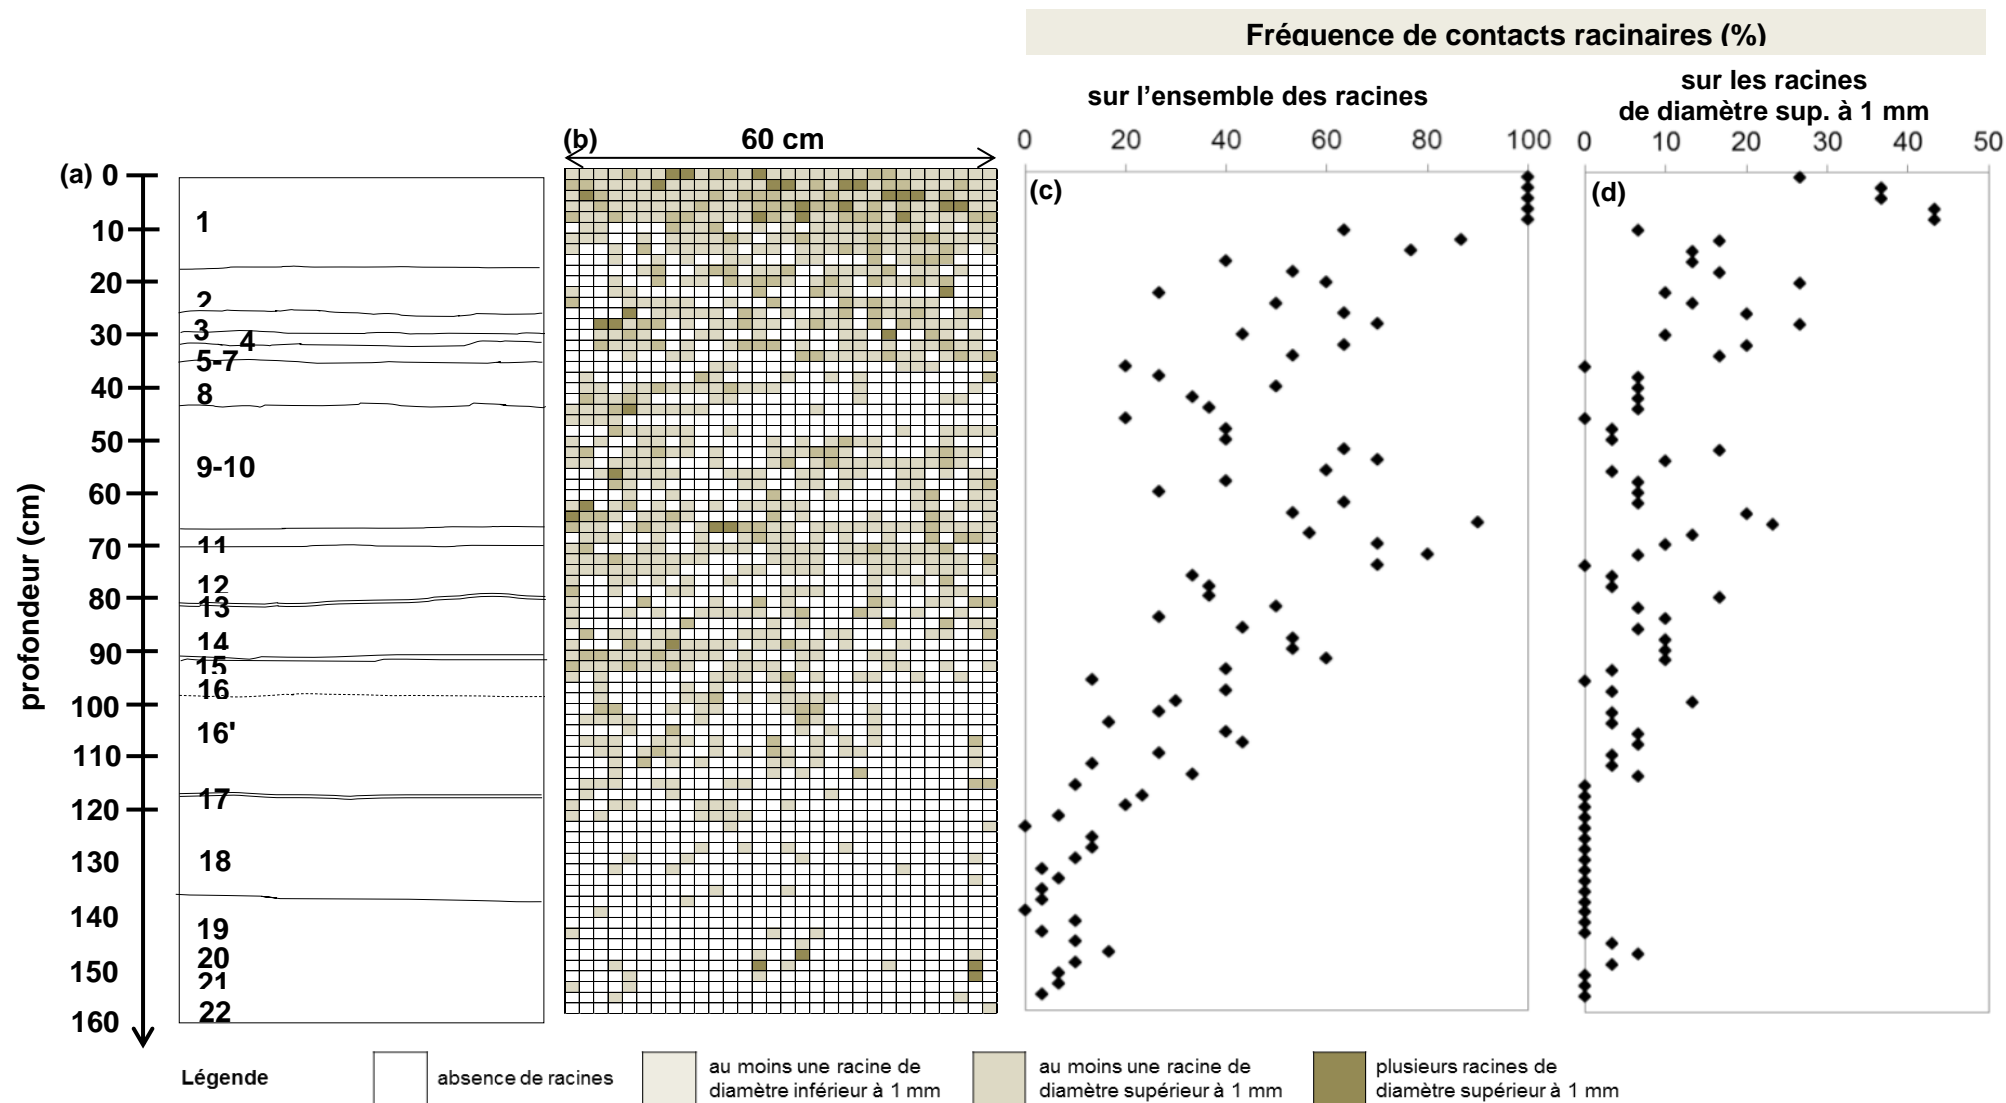 Fréquence de contacts racinaires (%)
sur l'ensemble des racines
sur les racines
de diamètre sup. à 1 mm
(b) 60 cm
0 20 40 60 80 100
0 10 20 30 40 50
(a) 0
(c)
(d)
profondeur (cm)
10
20
30
40
50
60
70
80
90
100
110
120
130
140
150
160
1
2
3
4
5-7
8
9-10
11
12
13
14
15
16
16'
17
18
19
20
21
22
Légende
absence de racines
au moins une racine de
diamètre inférieur à 1 mm
au moins une racine de
diamètre supérieur à 1 mm
plusieurs racines de
diamètre supérieur à 1 mm